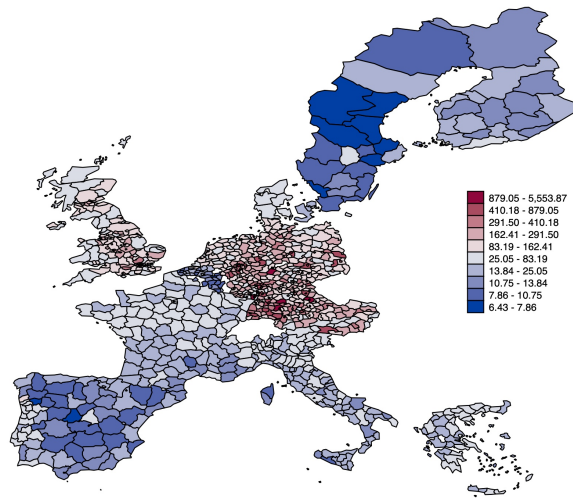 879.05 - 5,553.87
410.18 - 879.05
291.50 - 410.18
162.41 - 291.50
83.19 - 162.41
25.05 - 83.19
13.84 - 25.05
10.75 - 13.84
7.86 - 10.75
6.43 - 7.86